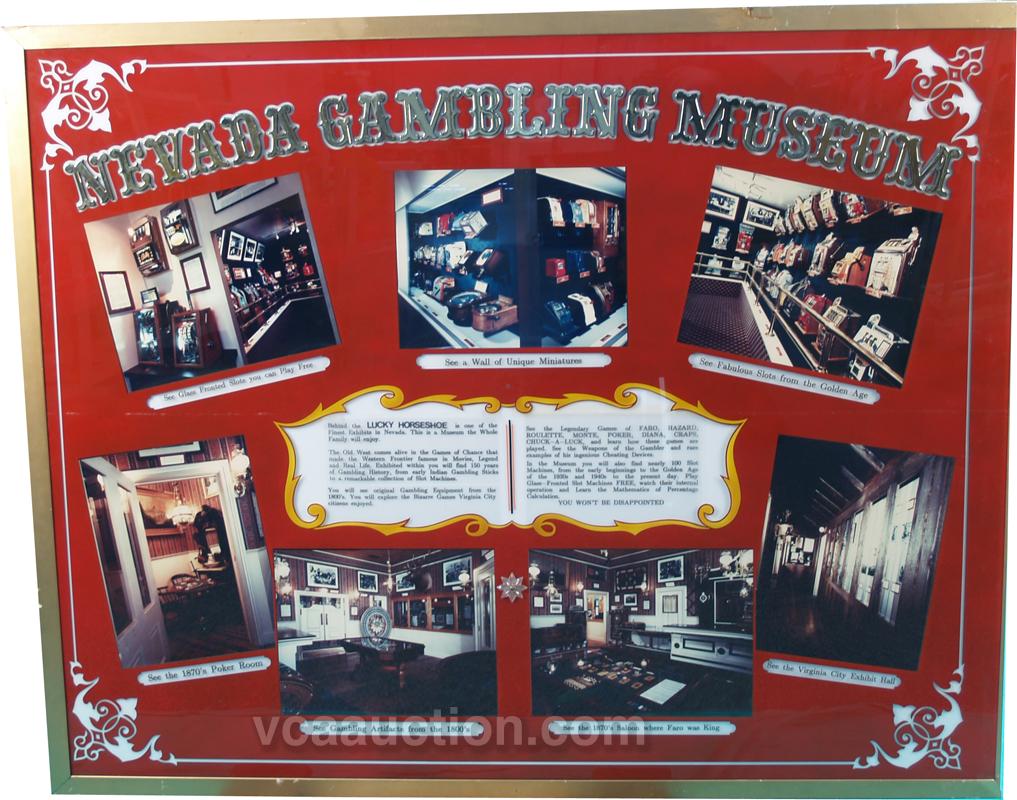 NEVADA GAMBLING MUSEUM
See Glass Fronted Slots you can Play Free
See a Wall of Unique Miniatures
See Fabulous Slots from the Golden Age
Behind the LUCKY HORSESHOE is one of the
Finest Exhibits in Nevada. This is a Museum the Whole
Family will enjoy.
The Old West comes alive in the Games of Chance that
made the Western Frontier famous in Movies, Legend
and Real Life. Exhibited within you will find 150 years
of Gambling History, from early Indian Gambling Sticks
to a remarkable collection of Slot Machines.
You will see original Gambling Equipment from the
1800's. You will explore the Bizarre Games Virginia City
citizens enjoyed.
See the Legendary Games of FARO, HAZARD,
ROULETTE, MONTE, POKER, DIANA, CRAPS,
CHUCK-A-LUCK, and learn how these games are
played. See the Weapons of the Gambler and rare
examples of his ingenious Cheating Devices.
In the Museum you will also find nearly 100 Slot
Machines, from the early beginnings to the Golden Age
of the 1930s and 1940s to the present day. Play
Glass-Fronted Slot Machines FREE, watch their internal
operation and Learn the Mathematics of Percentage
Calculation.
YOU WON'T BE DISAPPOINTED
See the 1870's Poker Room
See Gambling Artifacts from the 1800's
See the 1870's Saloon where Faro was King
See the Virginia City Exhibit Hall
vcaauction.com